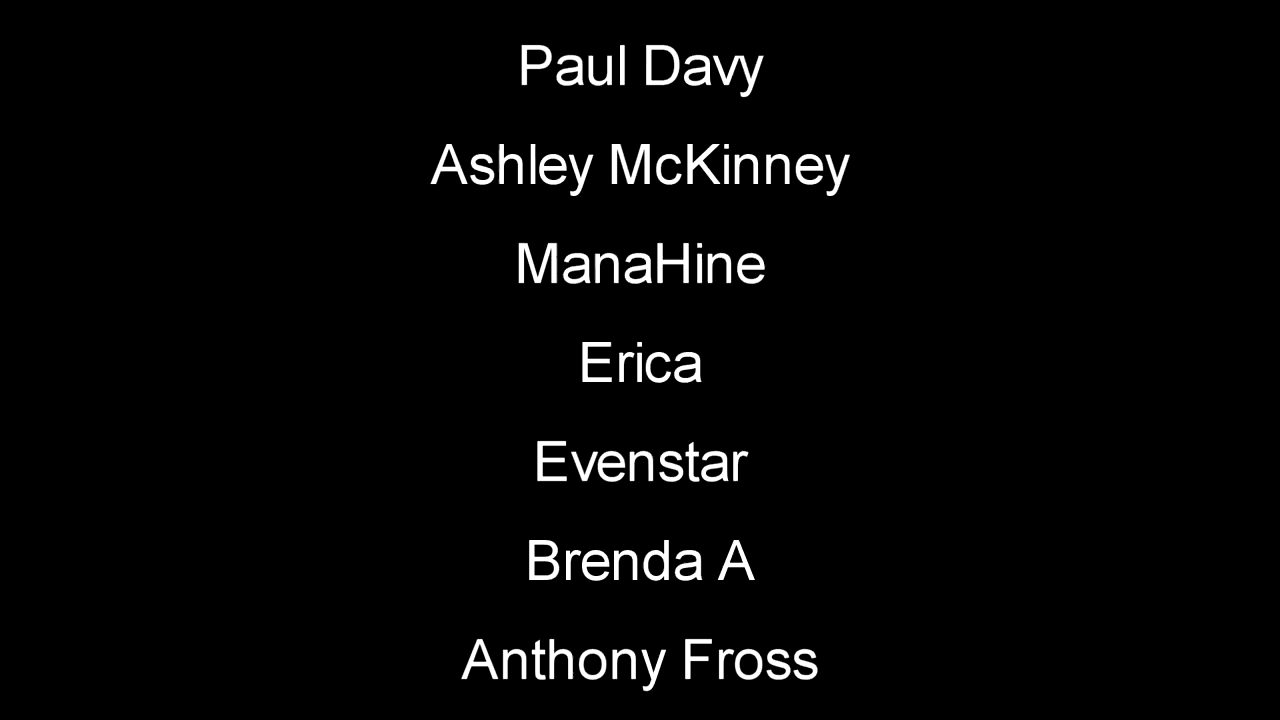 Paul Davy
Ashley McKinney
ManaHine
Erica
Evenstar
Brenda A
Anthony Fross